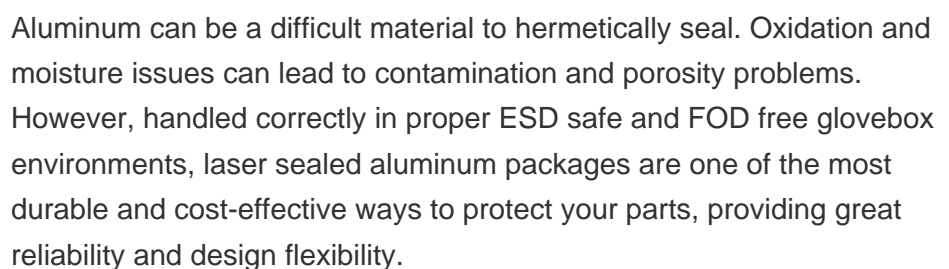 Aluminum can be a difficult material to hermetically seal. Oxidation and
moisture issues can lead to contamination and porosity problems.
However, handled correctly in proper ESD safe and FOD free glovebox
environments, laser sealed aluminum packages are one of the most
durable and cost-effective ways to protect your parts, providing great
reliability and design flexibility.